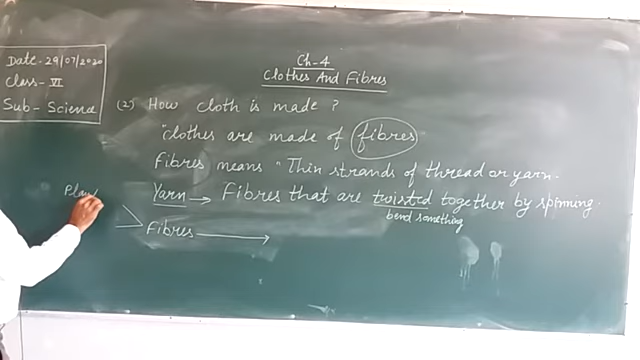 Date - 29/07/2020
Class - VI
Sub - Science
Ch-4
Clothes And Fibres
(2) How cloth is made?
"Clothes are made of fibres"
Fibres means "Thin strands of thread or yarn.
Yarn → Fibres that are twisted together by spinning.
bend something
Fibres →